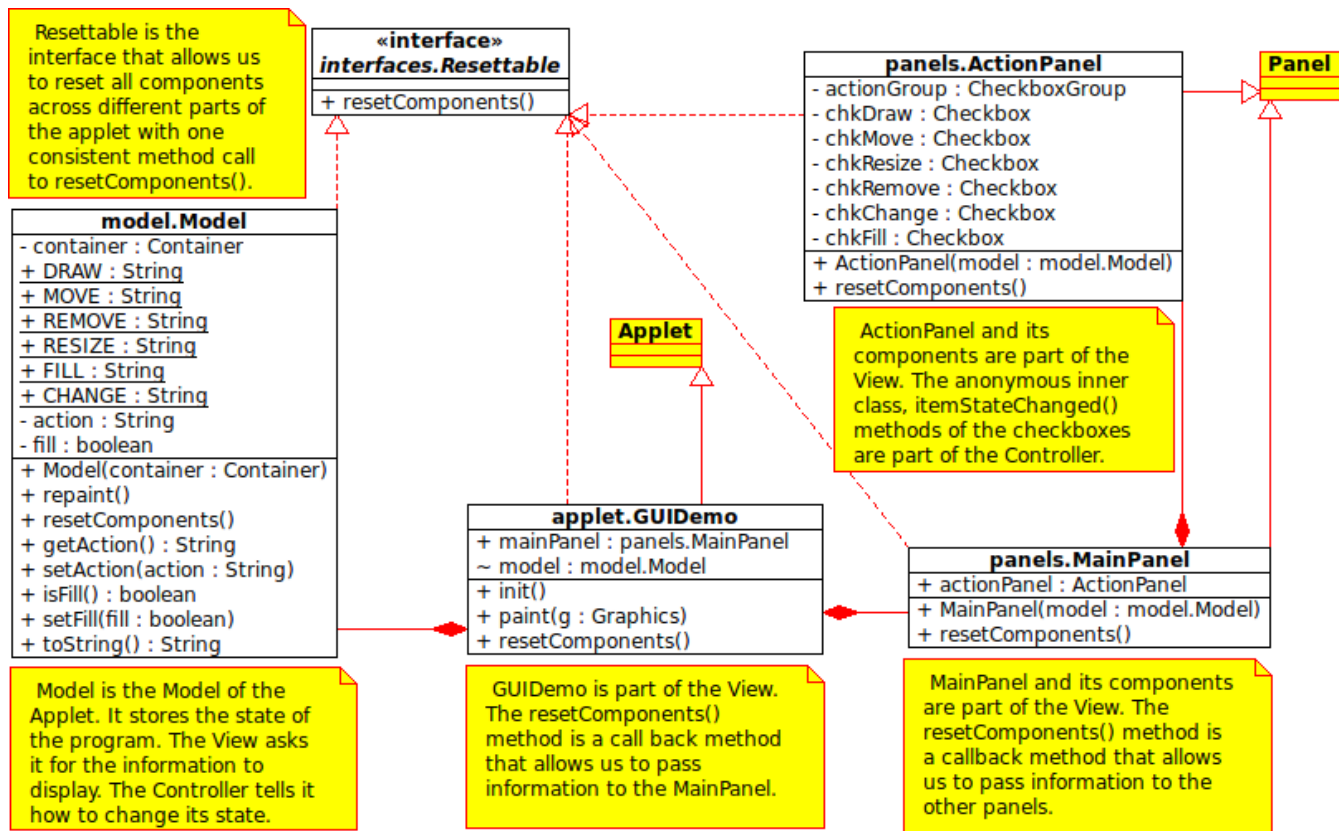 Resettable is the
interface that allows us
to reset all components
across different parts of
the applet with one
consistent method call
to resetComponents().
«interface»
interfaces.Resettable
+ resetComponents()
panels.ActionPanel
- actionGroup : CheckboxGroup
- chkDraw : Checkbox
- chkMove : Checkbox
- chkResize : Checkbox
- chkRemove : Checkbox
- chkChange : Checkbox
- chkFill : Checkbox
+ ActionPanel(model : model.Model)
+ resetComponents()
Panel
model.Model
- container : Container
+ DRAW : String
+ MOVE : String
+ REMOVE : String
+ RESIZE : String
+ FILL : String
+ CHANGE : String
- action : String
- fill : boolean
+ Model(container : Container)
+ repaint()
+ resetComponents()
+ getAction() : String
+ setAction(action : String)
+ isFill() : boolean
+ setFill(fill : boolean)
+ toString() : String
Applet
ActionPanel and its
components are part of the
View. The anonymous inner
class, itemStateChanged()
methods of the checkboxes
are part of the Controller.
applet.GUIDemo
+ mainPanel : panels.MainPanel
~ model : model.Model
+ init()
+ paint(g : Graphics)
+ resetComponents()
panels.MainPanel
+ actionPanel : ActionPanel
+ MainPanel(model : model.Model)
+ resetComponents()
Model is the Model of the
Applet. It stores the state of
the program. The View asks
it for the information to
display. The Controller tells it
how to change its state.
GUIDemo is part of the View.
The resetComponents()
method is a call back method
that allows us to pass
information to the MainPanel.
MainPanel and its components
are part of the View. The
resetComponents() method is
a callback method that allows
us to pass information to the
other panels.